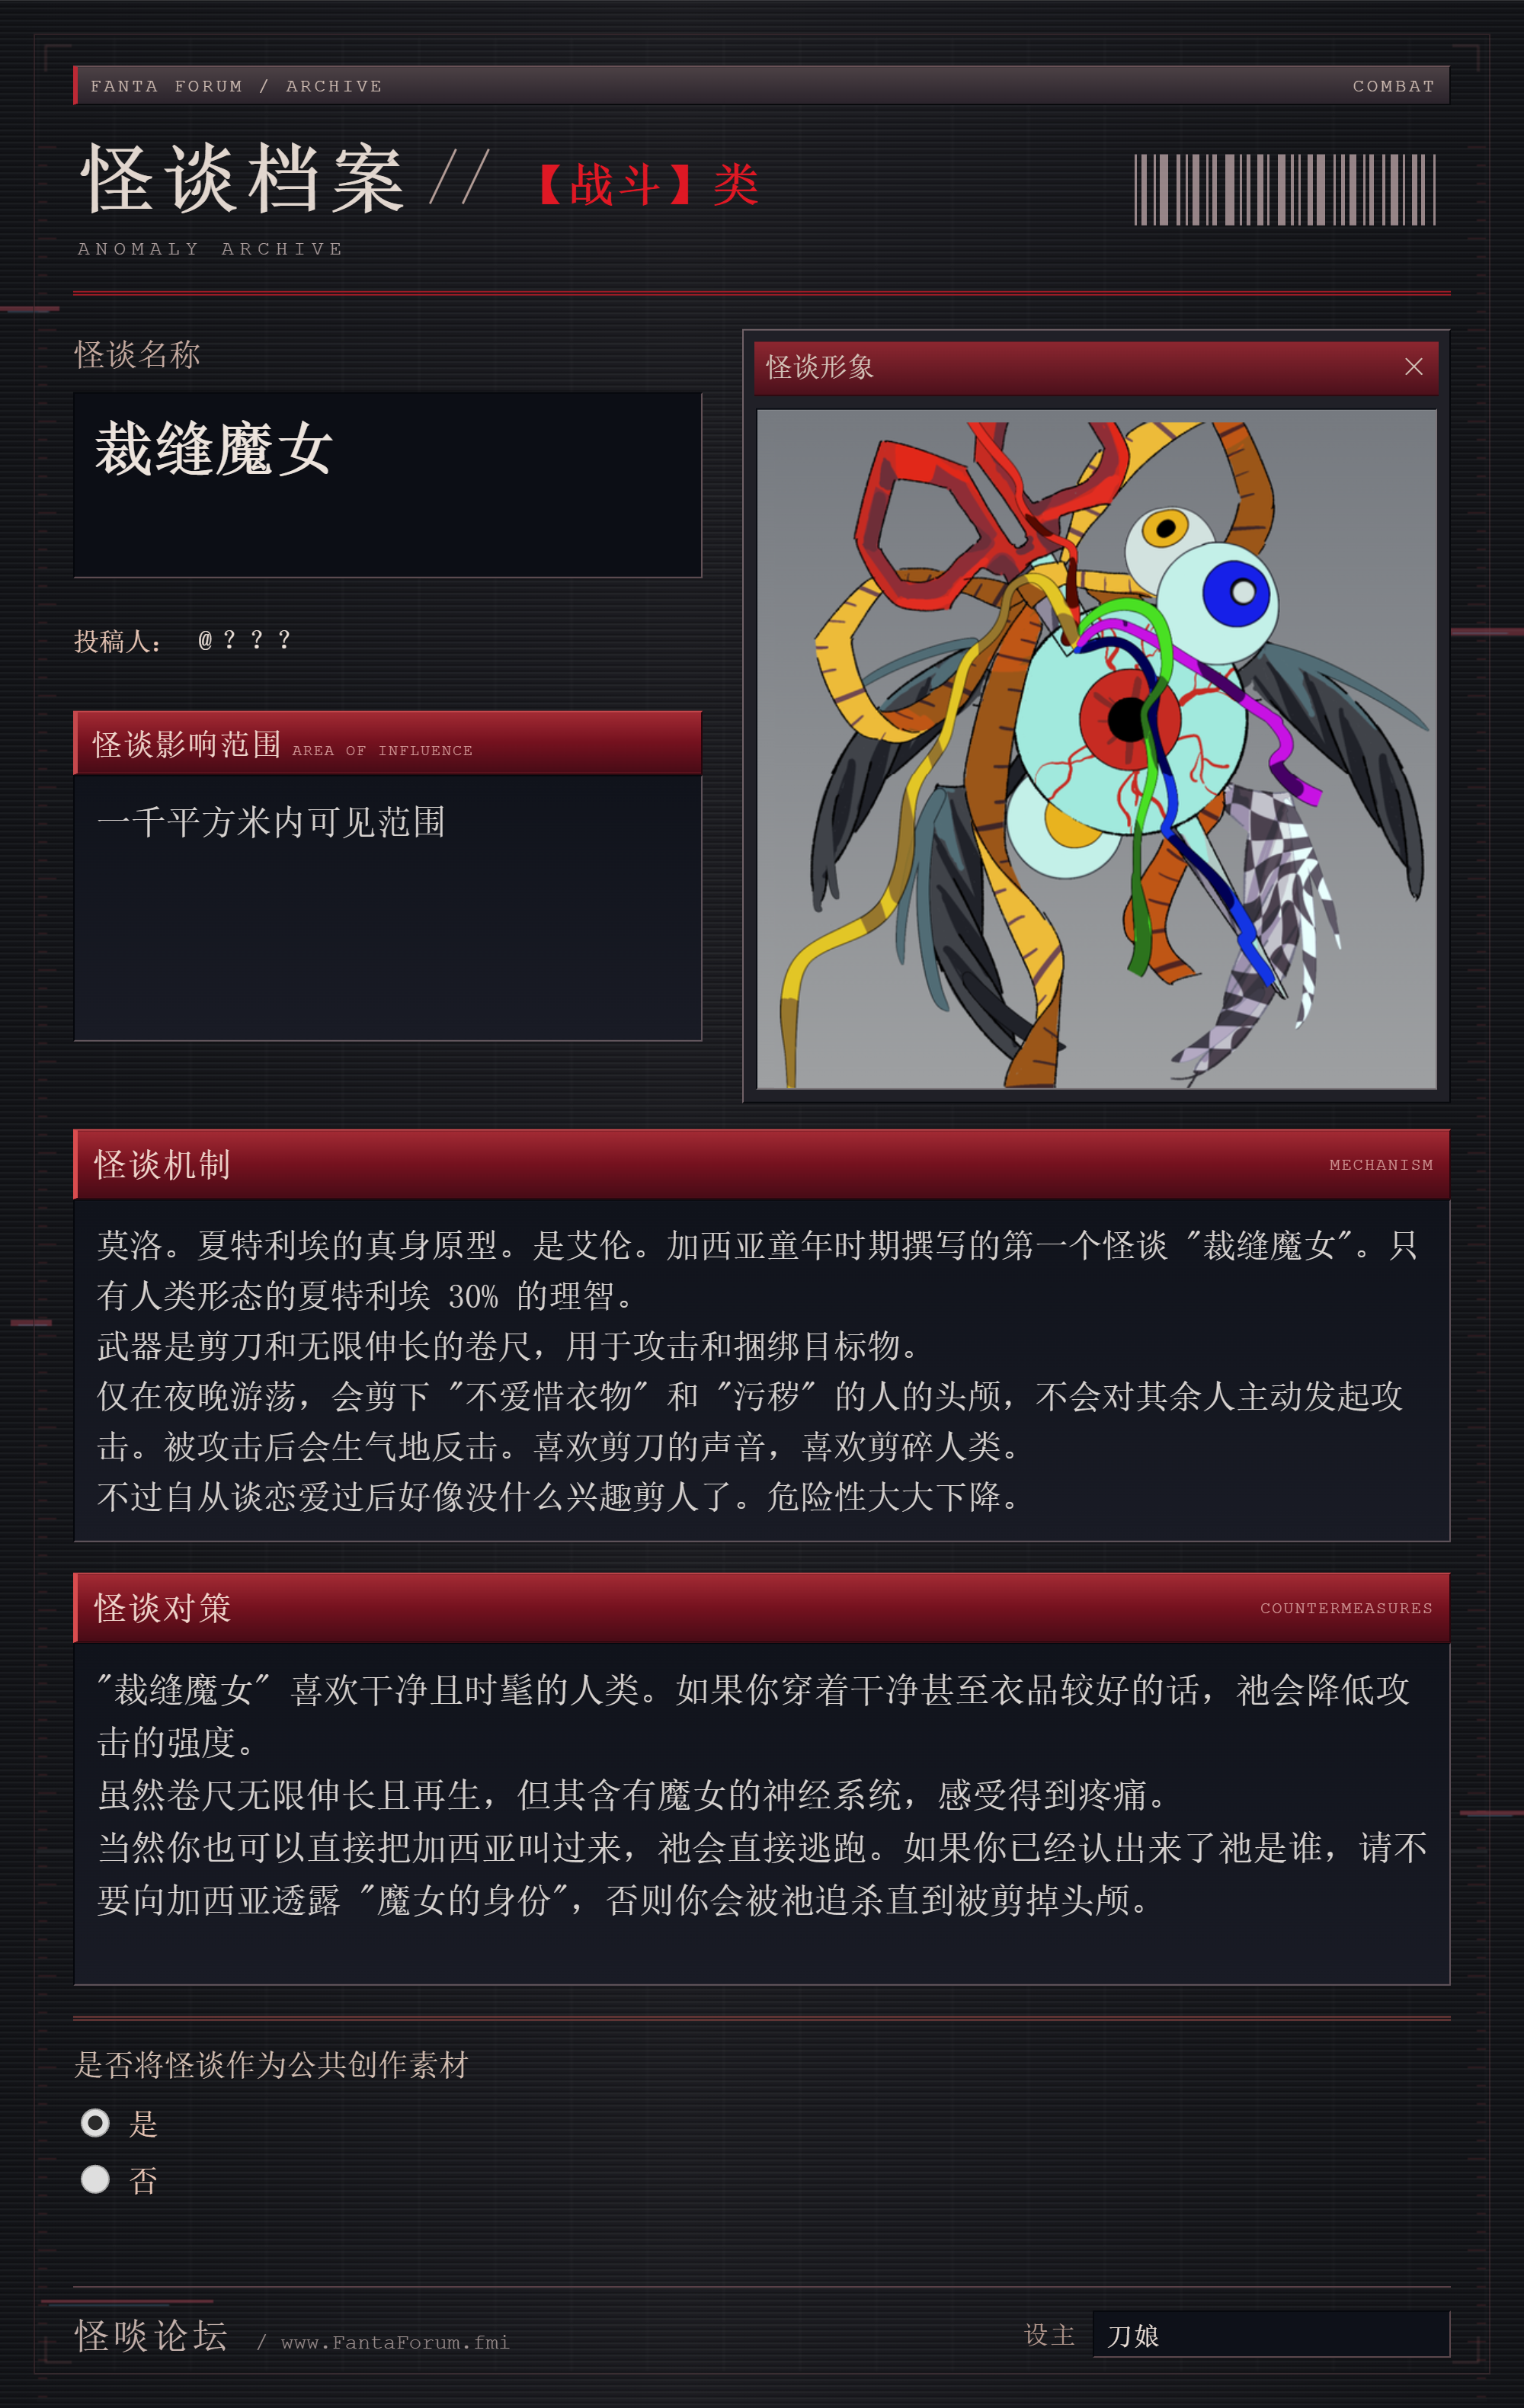 FANTA FORUM / ARCHIVE
COMBAT
怪谈档案 // 【战斗】类
ANOMALY ARCHIVE
怪谈名称
裁缝魔女
投稿人： @？？？
怪谈影响范围 AREA OF INFLUENCE
一千平方米内可见范围
怪谈形象
怪谈机制
MECHANISM
莫洛。夏特利埃的真身原型。是艾伦。加西亚童年时期撰写的第一个怪谈 "裁缝魔女"。只
有人类形态的夏特利埃 30% 的理智。
武器是剪刀和无限伸长的卷尺，用于攻击和捆绑目标物。
仅在夜晚游荡，会剪下 "不爱惜衣物" 和 "污秽" 的人的头颅，不会对其余人主动发起攻
击。被攻击后会生气地反击。喜欢剪刀的声音，喜欢剪碎人类。
不过自从谈恋爱过后好像没什么兴趣剪人了。危险性大大下降。
怪谈对策
COUNTERMEASURES
"裁缝魔女" 喜欢干净且时髦的人类。如果你穿着干净甚至衣品较好的话，祂会降低攻
击的强度。
虽然卷尺无限伸长且再生，但其含有魔女的神经系统，感受得到疼痛。
当然你也可以直接把加西亚叫过来，祂会直接逃跑。如果你已经认出来了祂是谁，请不
要向加西亚透露 "魔女的身份"，否则你会被祂追杀直到被剪掉头颅。
是否将怪谈作为公共创作素材
是
否
怪啖论坛 / www.FantaForum.fmi
设主 刀娘